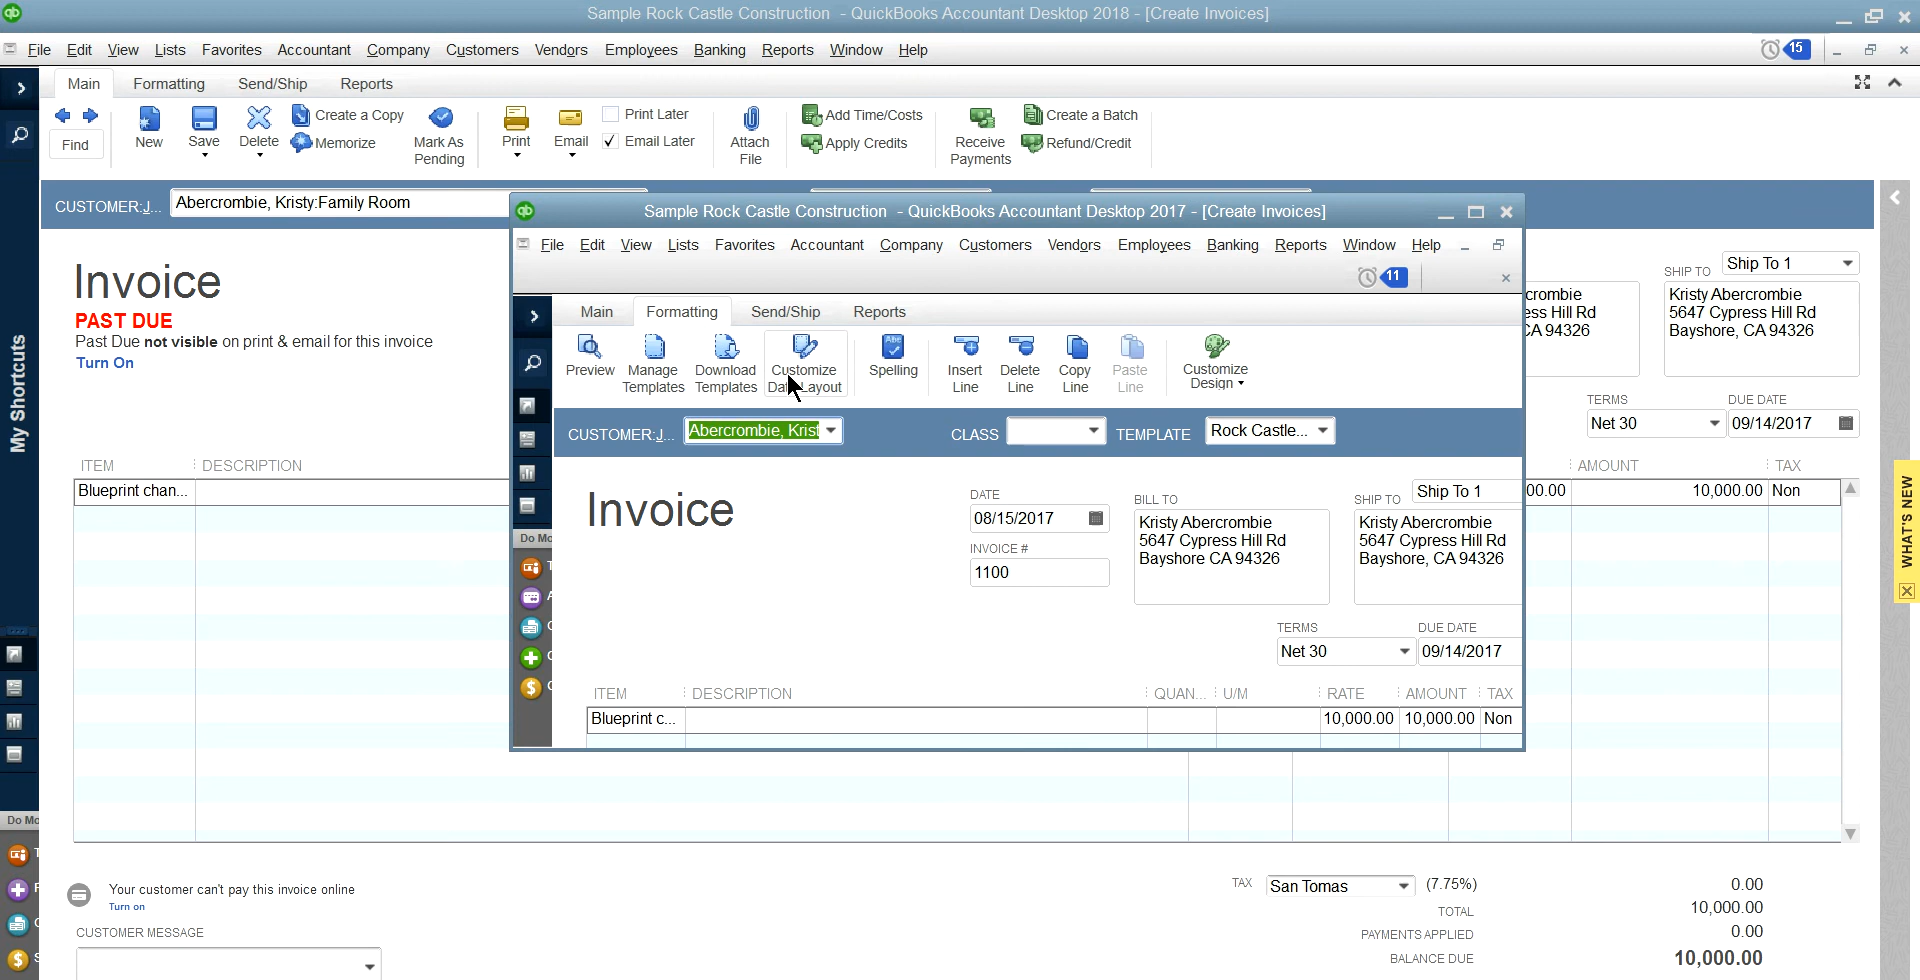 Sample Rock Castle Construction - QuickBooks Accountant Desktop 2018 - [Create Invoices]
File Edit View Lists Favorites Accountant Company Customers Vendors Employees Banking Reports Window Help 15
Main Formatting Send/Ship Reports
Find New Save Delete Create a Copy Memorize Mark As Pending Print Email Print Later Email Later Attach File Add Time/Costs Apply Credits Receive Payments Create a Batch Refund/Credit
My Shortcuts
Do Mo
CUSTOMER:J... Abercrombie, Kristy:Family Room
Invoice
PAST DUE
Past Due not visible on print & email for this invoice
Turn On
ITEM DESCRIPTION
Blueprint chan...
Sample Rock Castle Construction - QuickBooks Accountant Desktop 2017 - [Create Invoices]
File Edit View Lists Favorites Accountant Company Customers Vendors Employees Banking Reports Window Help
11
Main Formatting Send/Ship Reports
Preview Manage Templates Download Templates Customize Layout Spelling Insert Line Delete Line Copy Line Paste Line Customize Design
CUSTOMER:J... Abercrombie, Krist CLASS TEMPLATE Rock Castle...
Invoice
DATE
08/15/2017
INVOICE #
1100
BILL TO
Kristy Abercrombie
5647 Cypress Hill Rd
Bayshore CA 94326
SHIP TO Ship To 1
Kristy Abercrombie
5647 Cypress Hill Rd
Bayshore, CA 94326
TERMS DUE DATE
Net 30 09/14/2017
Do Mo
ITEM DESCRIPTION QUAN... U/M RATE AMOUNT TAX
Blueprint c... 10,000.00 10,000.00 Non
crombie
ess Hill Rd
CA 94326
SHIP TO Ship To 1
Kristy Abercrombie
5647 Cypress Hill Rd
Bayshore, CA 94326
TERMS DUE DATE
Net 30 09/14/2017
AMOUNT TAX
00.00 10,000.00 Non
WHAT'S NEW
Your customer can't pay this invoice online
Turn on
CUSTOMER MESSAGE
TAX San Tomas (7.75%) 0.00
TOTAL 10,000.00
PAYMENTS APPLIED 0.00
BALANCE DUE 10,000.00